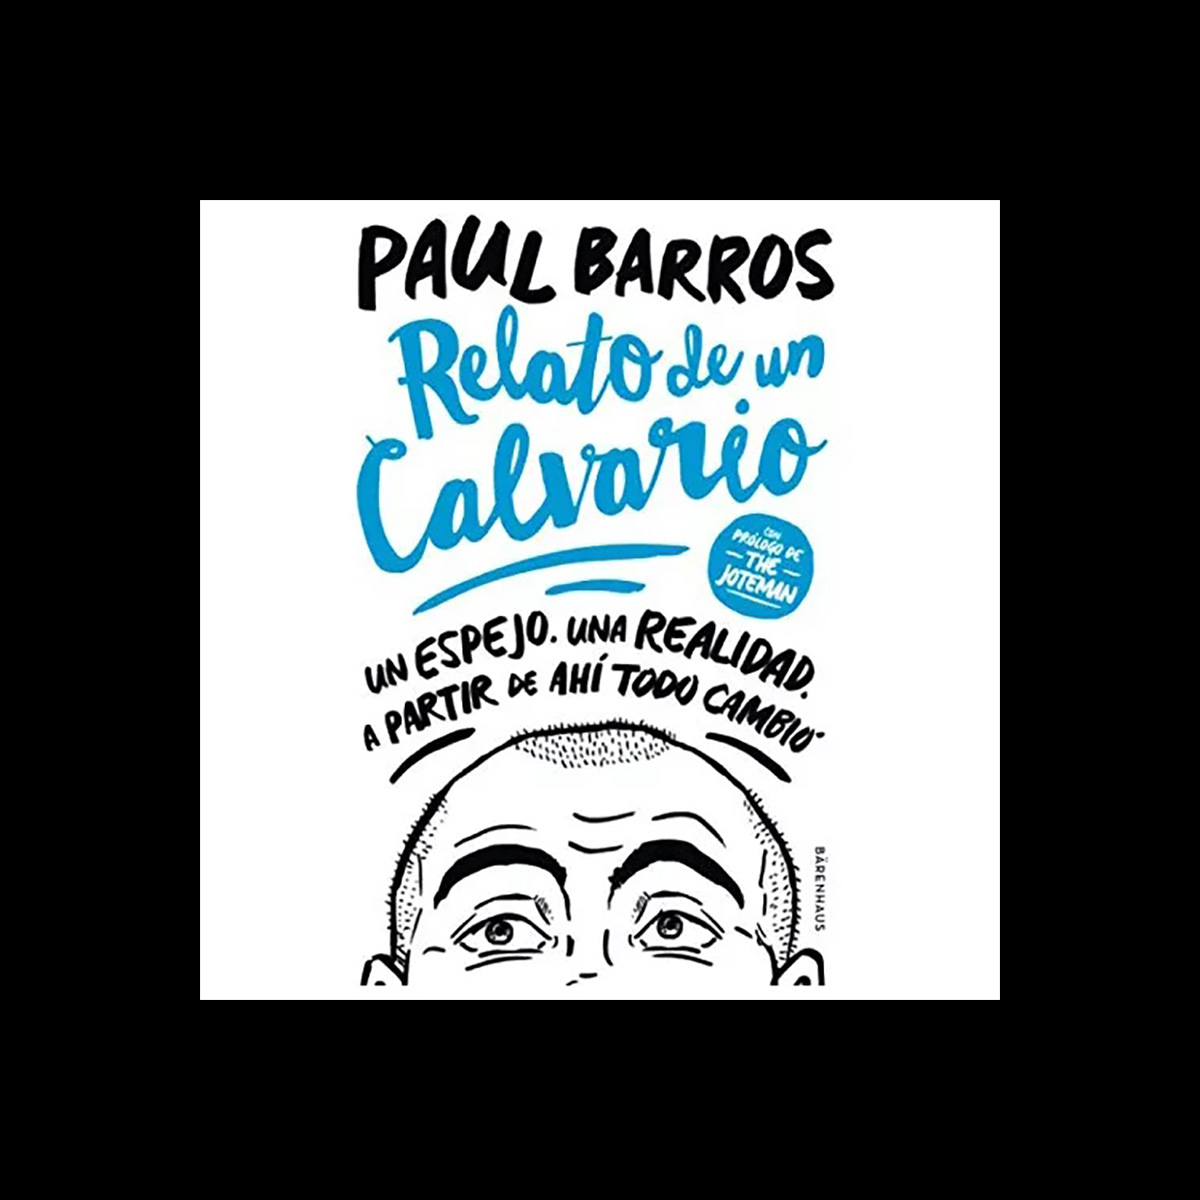 PAUL BARROS
Relato de un
Calvario
CON
PRÓLOGO DE
THE
JOTEMAN
UN ESPEJO. UNA REALIDAD.
A PARTIR DE AHÍ TODO CAMBIÓ
BÄRENHAUS